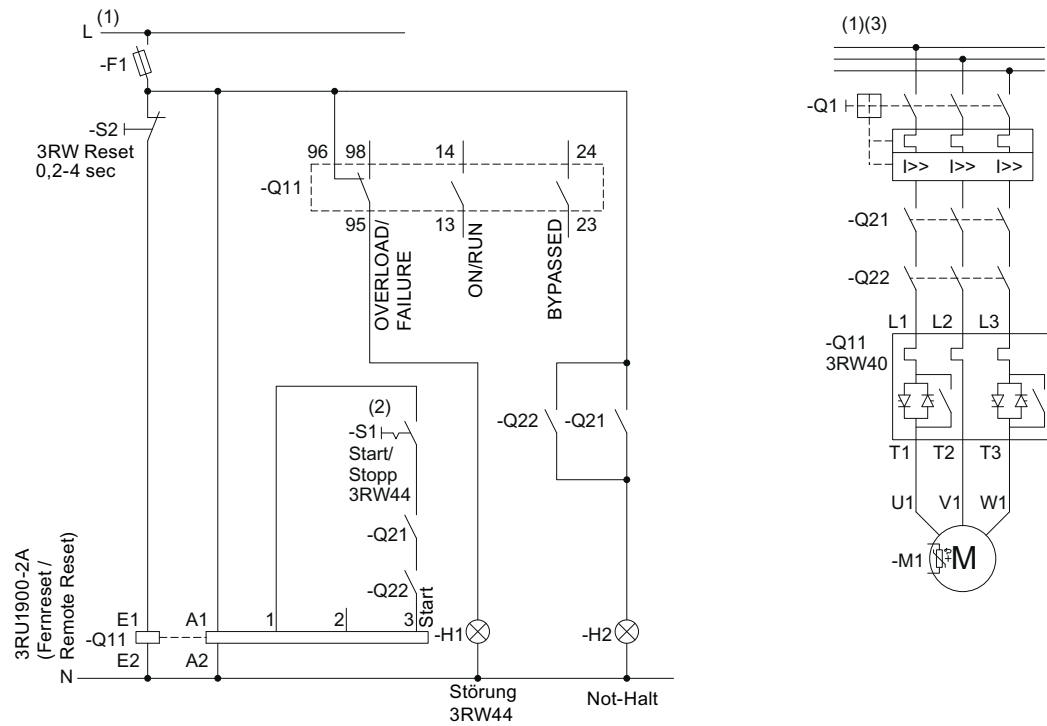 (1)
L
-F1
-S2
3RW Reset
0,2-4 sec
96 98 14 24
-Q11
95 13 23
OVERLOAD/
FAILURE
ON/RUN
BYPASSED
(2)
-S1
Start/
Stopp
3RW44
-Q21
-Q22
Start
-Q22 -Q21
3RU1900-2A
(Fernreset /
Remote Reset)
E1 A1 1 2 3
-Q11
E2 A2
N
-H1
-H2
Störung
3RW44
Not-Halt
(1)(3)
-Q1
I>> I>> I>>
-Q21
-Q22
L1 L2 L3
-Q11
3RW40
T1 T2 T3
U1 V1 W1
-M1
M